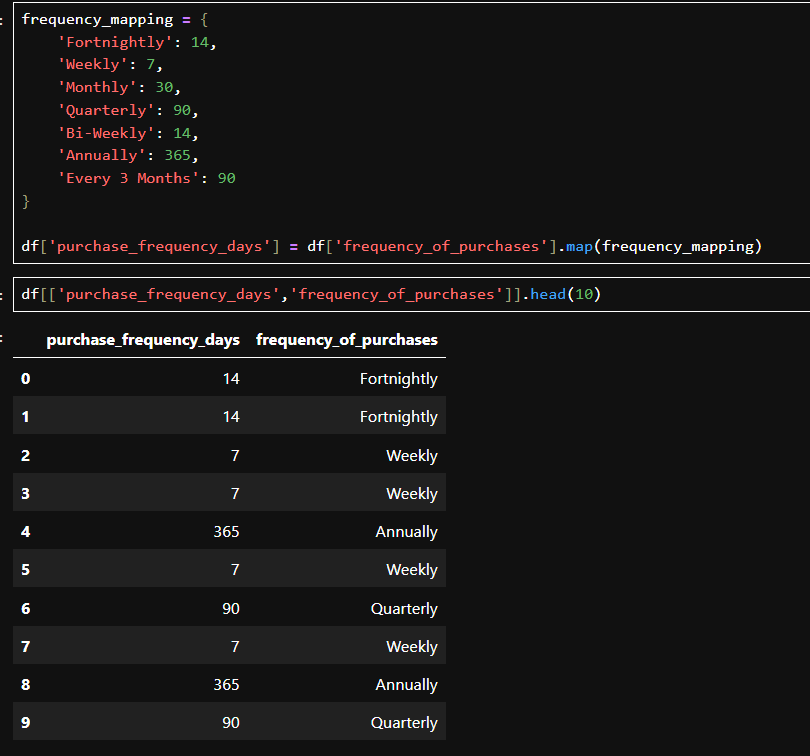 :
frequency_mapping = {
    'Fortnightly': 14,
    'Weekly': 7,
    'Monthly': 30,
    'Quarterly': 90,
    'Bi-Weekly': 14,
    'Annually': 365,
    'Every 3 Months': 90
}
df['purchase_frequency_days'] = df['frequency_of_purchases'].map(frequency_mapping)
: df[['purchase_frequency_days','frequency_of_purchases']].head(10)
:
purchase_frequency_days frequency_of_purchases
0 14 Fortnightly
1 14 Fortnightly
2 7 Weekly
3 7 Weekly
4 365 Annually
5 7 Weekly
6 90 Quarterly
7 7 Weekly
8 365 Annually
9 90 Quarterly